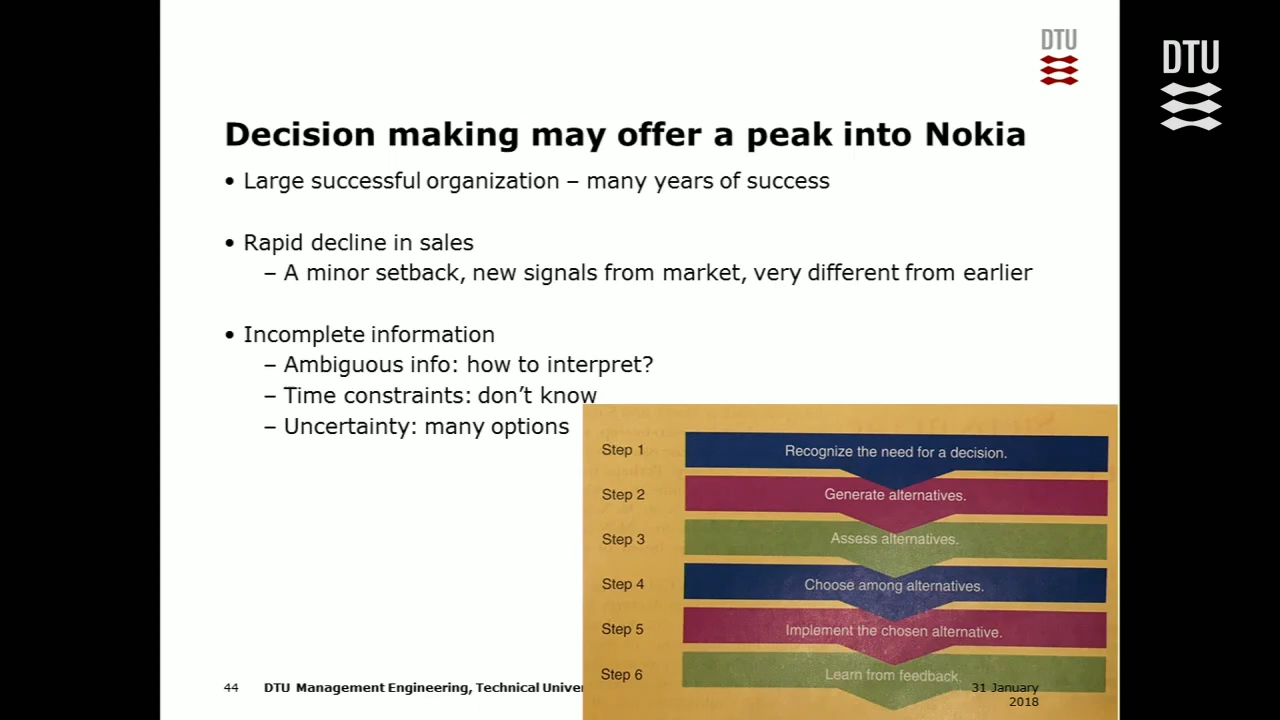 DTU
DTU
Decision making may offer a peak into Nokia
• Large successful organization – many years of success
• Rapid decline in sales
– A minor setback, new signals from market, very different from earlier
• Incomplete information
– Ambiguous info: how to interpret?
– Time constraints: don’t know
– Uncertainty: many options
Step 1 Recognize the need for a decision.
Step 2 Generate alternatives.
Step 3 Assess alternatives.
Step 4 Choose among alternatives.
Step 5 Implement the chosen alternative.
Step 6 Learn from feedback.
44 DTU Management Engineering, Technical
31 January
2018